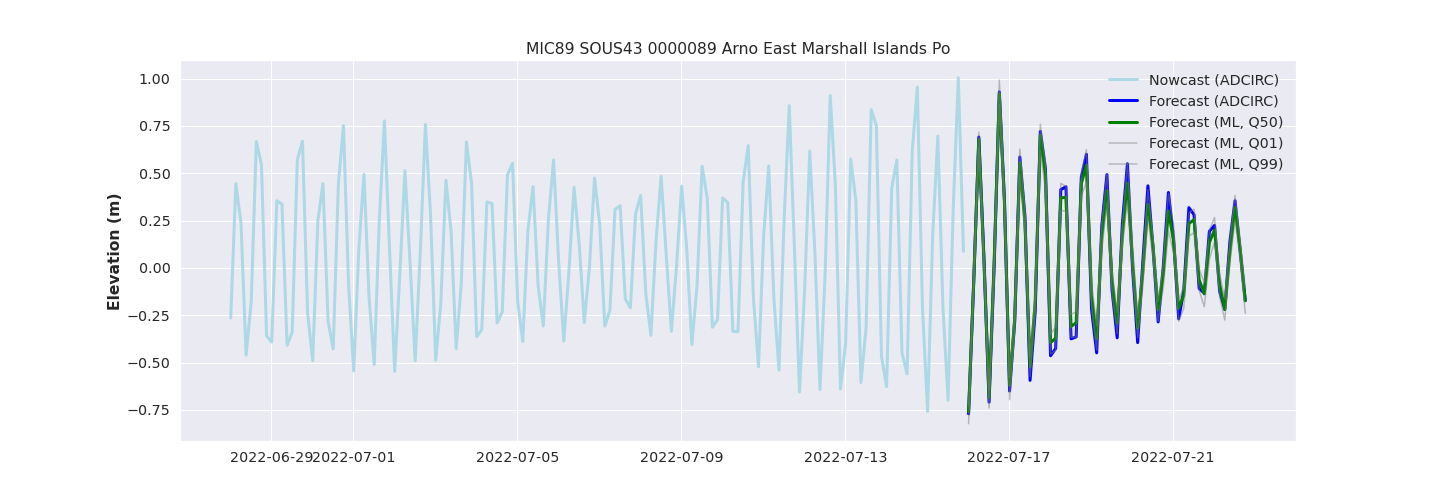 MIC89 SOUS43 0000089 Arno East Marshall Islands Po
Nowcast (ADCIRC)
Forecast (ADCIRC)
Forecast (ML, Q50)
Forecast (ML, Q01)
Forecast (ML, Q99)
Elevation (m)
1.00
0.75
0.50
0.25
0.00
−0.25
−0.50
−0.75
2022-06-29 2022-07-01 2022-07-05 2022-07-09 2022-07-13 2022-07-17 2022-07-21